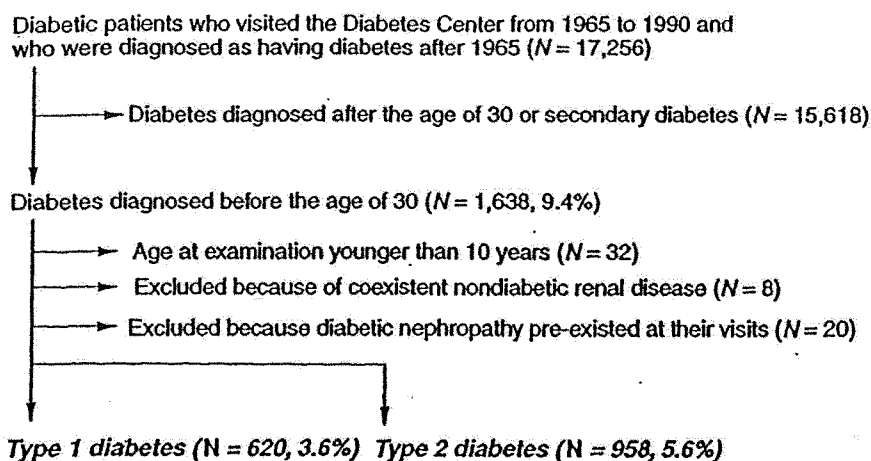 Diabetic patients who visited the Diabetes Center from 1965 to 1990 and
who were diagnosed as having diabetes after 1965 (N = 17,256)
Diabetes diagnosed after the age of 30 or secondary diabetes (N = 15,618)
Diabetes diagnosed before the age of 30 (N = 1,638, 9.4%)
Age at examination younger than 10 years (N = 32)
Excluded because of coexistent nondiabetic renal disease (N = 8)
Excluded because diabetic nephropathy pre-existed at their visits (N = 20)
Type 1 diabetes (N = 620, 3.6%) Type 2 diabetes (N = 958, 5.6%)